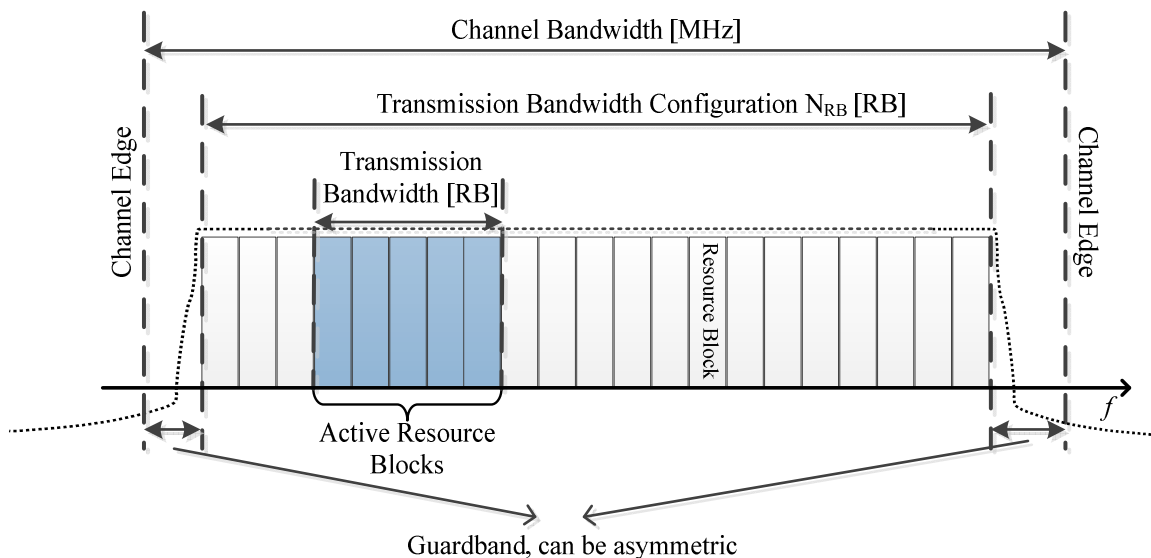 Channel Bandwidth [MHz]
Transmission Bandwidth Configuration NRB [RB]
Channel Edge
Transmission
Bandwidth [RB]
Channel Edge
Resource Block
f
Active Resource
Blocks
Guardband, can be asymmetric